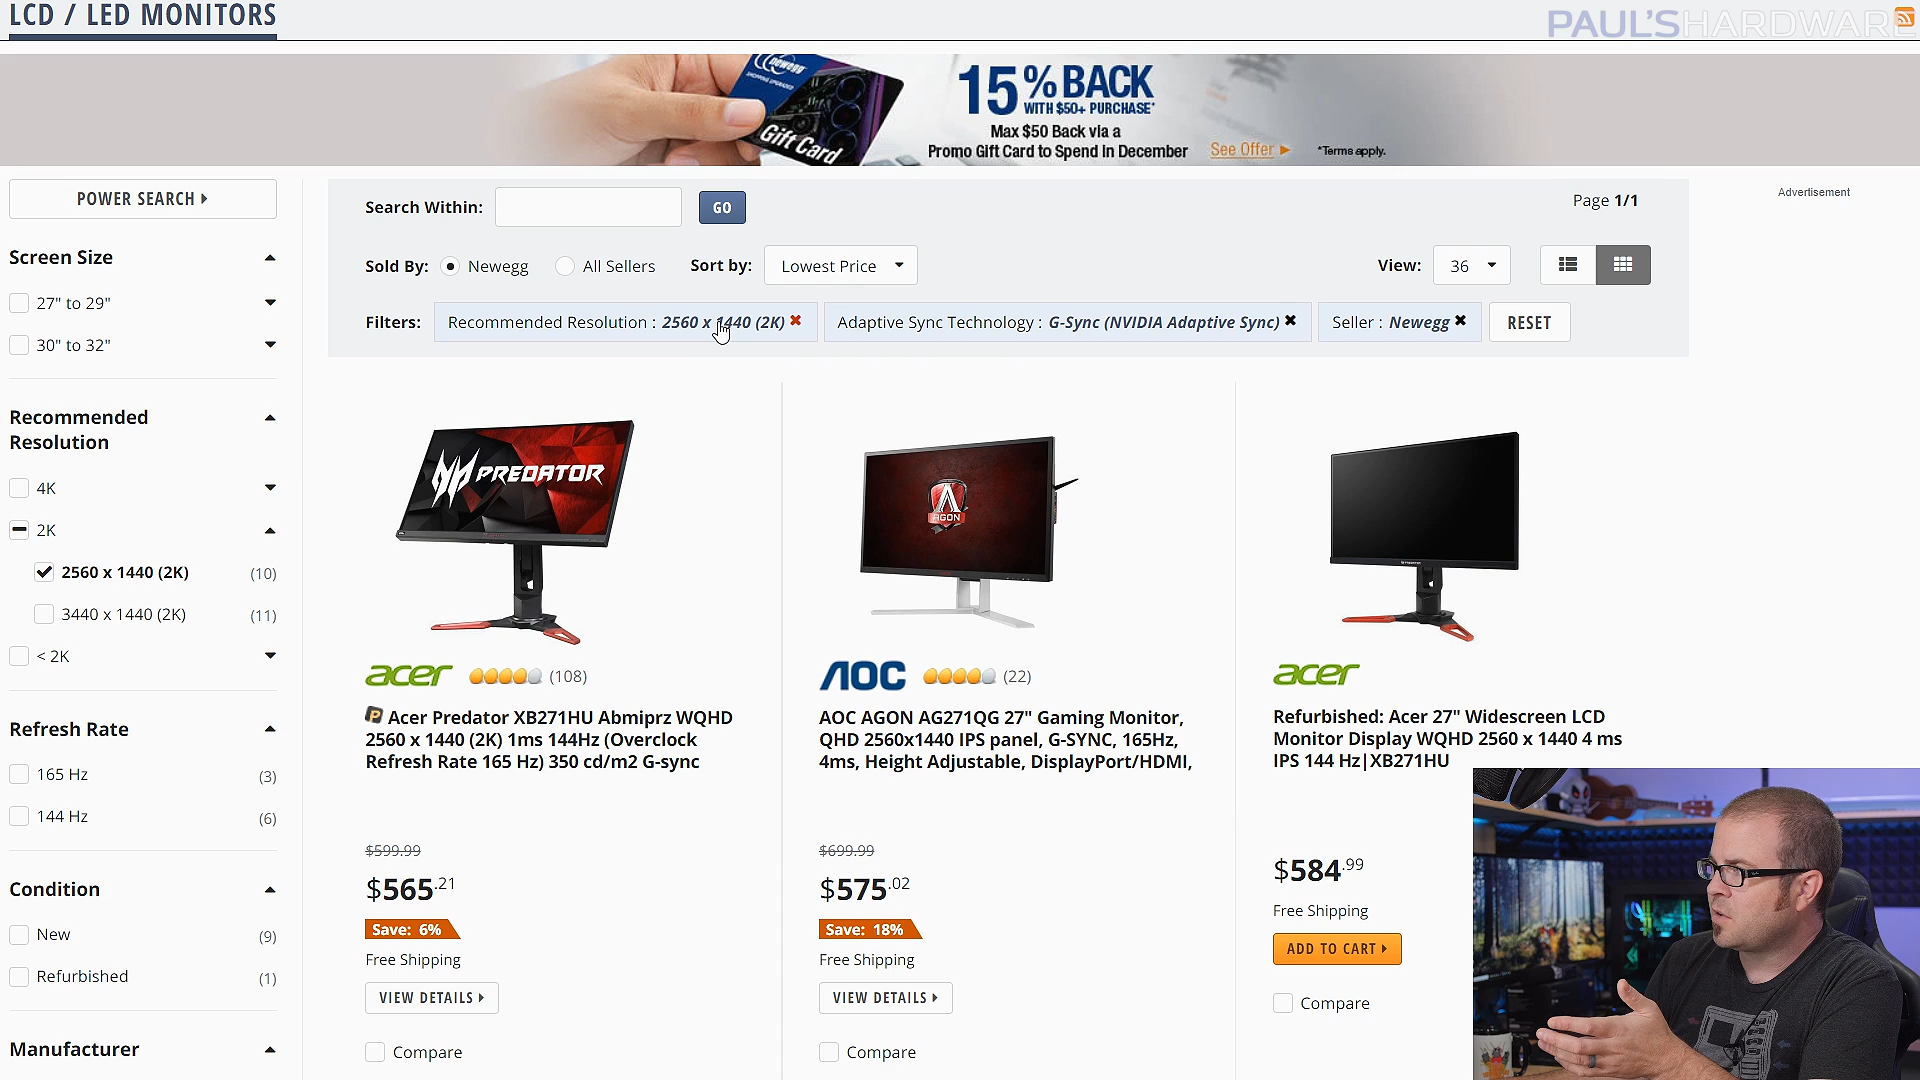 LCD / LED MONITORS
PAUL'SHARDWARE
newegg
Gift Card
15% BACK
WITH $50+ PURCHASE*
Max $50 Back via a
Promo Gift Card to Spend in December
See Offer
*Terms apply.
POWER SEARCH
Search Within:
GO
Page 1/1
Advertisement
Screen Size
Sold By:
Newegg
All Sellers
Sort by:
Lowest Price
View:
36
27" to 29"
Filters:
Recommended Resolution : 2560 x 1440 (2K)
Adaptive Sync Technology : G-Sync (NVIDIA Adaptive Sync)
Seller : Newegg
RESET
30" to 32"
Recommended
Resolution
4K
2K
2560 x 1440 (2K) (10)
3440 x 1440 (2K) (11)
< 2K
Refresh Rate
165 Hz (3)
144 Hz (6)
Condition
New (9)
Refurbished (1)
Manufacturer
PREDATOR
acer
(108)
Acer Predator XB271HU Abmiprz WQHD
2560 x 1440 (2K) 1ms 144Hz (Overclock
Refresh Rate 165 Hz) 350 cd/m2 G-sync
$599.99
$565.21
Save: 6%
Free Shipping
VIEW DETAILS
Compare
AGON
AOC
(22)
AOC AGON AG271QG 27" Gaming Monitor,
QHD 2560x1440 IPS panel, G-SYNC, 165Hz,
4ms, Height Adjustable, DisplayPort/HDMI,
$699.99
$575.02
Save: 18%
Free Shipping
VIEW DETAILS
Compare
acer
Refurbished: Acer 27" Widescreen LCD
Monitor Display WQHD 2560 x 1440 4 ms
IPS 144 Hz|XB271HU
$584.99
Free Shipping
ADD TO CART
Compare